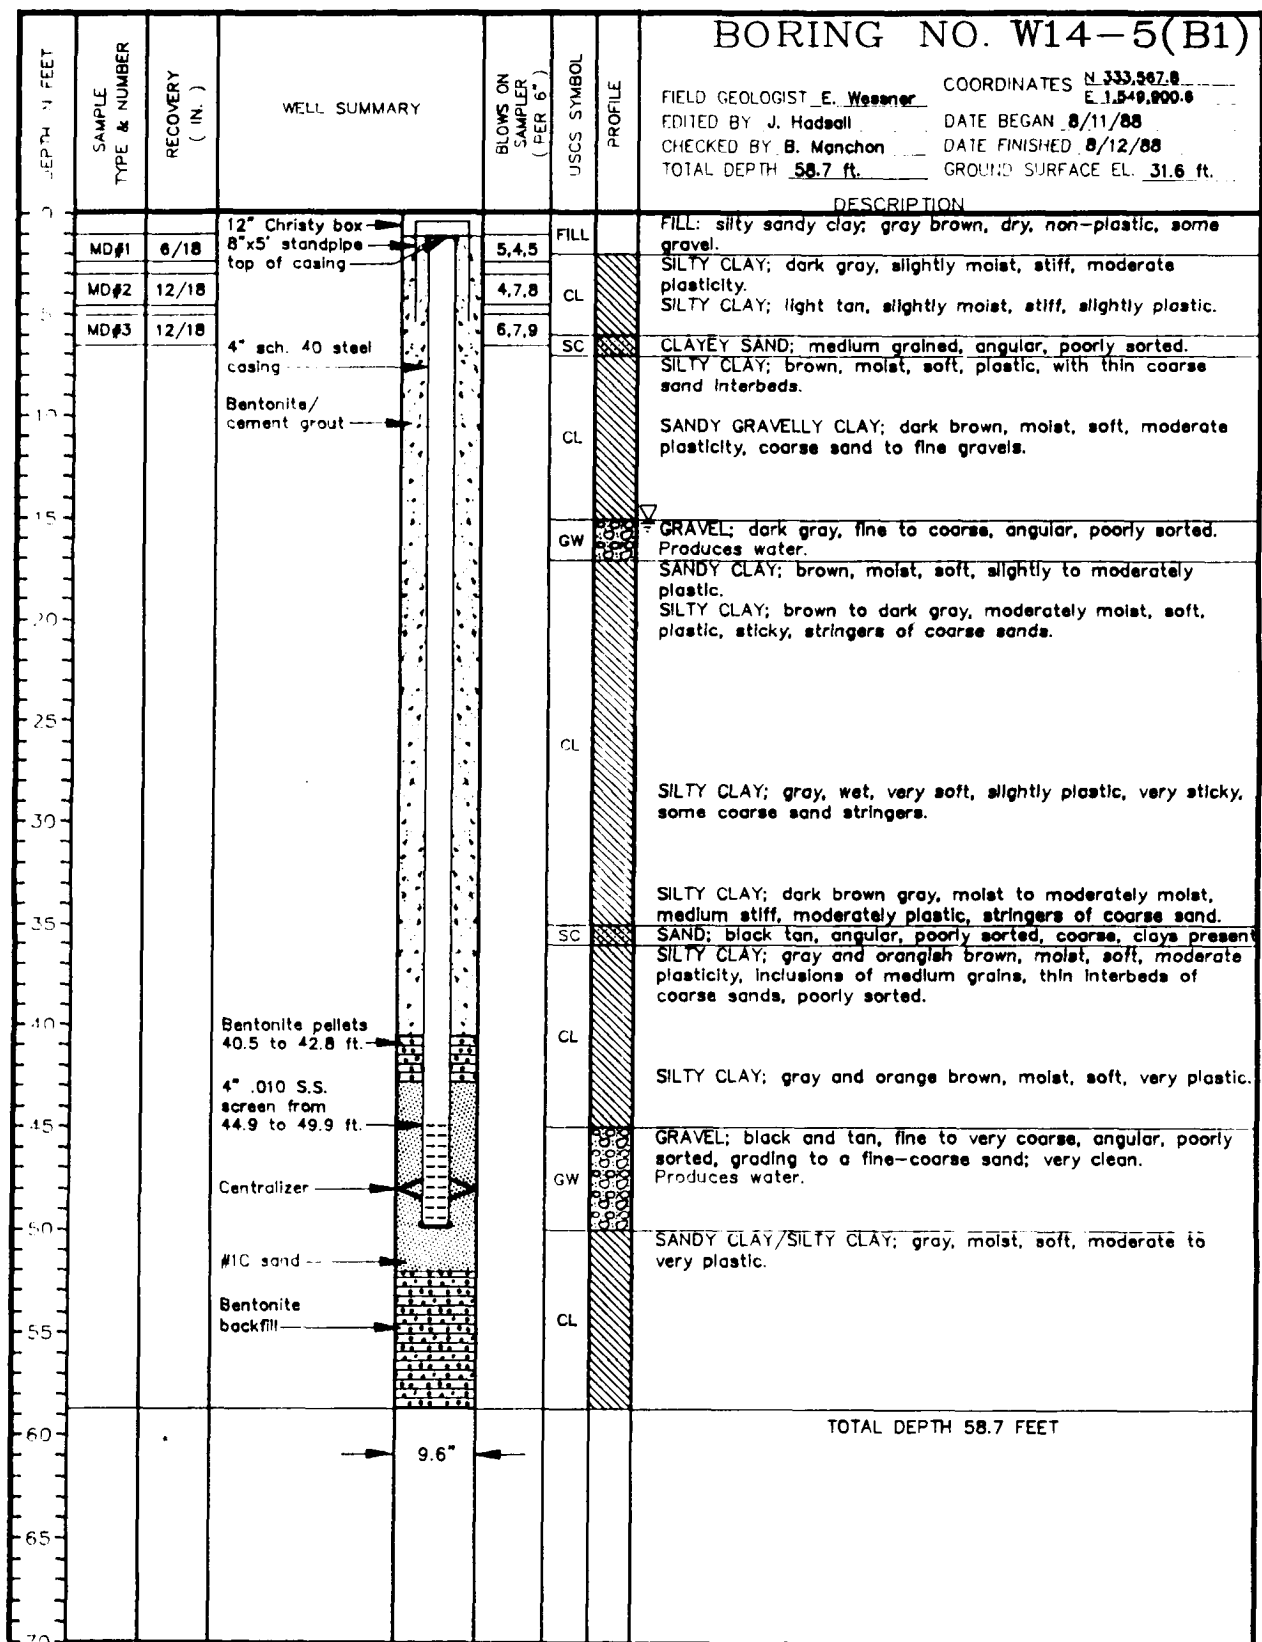 BORING NO. W14-5(B1)
DEPTH IN FEET
SAMPLE
TYPE & NUMBER
RECOVERY
( IN. )
WELL SUMMARY
BLOWS ON
SAMPLER
( PER 6" )
USCS SYMBOL
PROFILE
FIELD GEOLOGIST E. Wessner
EDITED BY J. Hadsall
CHECKED BY B. Manchon
TOTAL DEPTH 58.7 ft.
COORDINATES N 333,567.8
E 1,549,900.6
DATE BEGAN 8/11/88
DATE FINISHED 8/12/88
GROUND SURFACE EL. 31.6 ft.
DESCRIPTION
0
5
10
15
20
25
30
35
40
45
50
55
60
65
70
MD#1 6/18
MD#2 12/18
MD#3 12/18
12" Christy box
8"x5' standpipe
top of casing
4" sch. 40 steel
casing
Bentonite/
cement grout
Bentonite pellets
40.5 to 42.8 ft.
4" .010 S.S.
screen from
44.9 to 49.9 ft.
Centralizer
#1C sand
Bentonite
backfill
9.6"
5,4,5
4,7,8
6,7,9
FILL
CL
SC
CL
GW
CL
SC
CL
GW
CL
FILL: silty sandy clay; gray brown, dry, non-plastic, some
gravel.
SILTY CLAY; dark gray, slightly moist, stiff, moderate
plasticity.
SILTY CLAY; light tan, slightly moist, stiff, slightly plastic.
CLAYEY SAND; medium grained, angular, poorly sorted.
SILTY CLAY; brown, moist, soft, plastic, with thin coarse
sand interbeds.
SANDY GRAVELLY CLAY; dark brown, moist, soft, moderate
plasticity, coarse sand to fine gravels.
GRAVEL; dark gray, fine to coarse, angular, poorly sorted.
Produces water.
SANDY CLAY; brown, moist, soft, slightly to moderately
plastic.
SILTY CLAY; brown to dark gray, moderately moist, soft,
plastic, sticky, stringers of coarse sands.
SILTY CLAY; gray, wet, very soft, slightly plastic, very sticky,
some coarse sand stringers.
SILTY CLAY; dark brown gray, moist to moderately moist,
medium stiff, moderately plastic, stringers of coarse sand.
SAND; black tan, angular, poorly sorted, coarse, clays present
SILTY CLAY; gray and orangish brown, moist, soft, moderate
plasticity, inclusions of medium grains, thin interbeds of
coarse sands, poorly sorted.
SILTY CLAY; gray and orange brown, moist, soft, very plastic.
GRAVEL; black and tan, fine to very coarse, angular, poorly
sorted, grading to a fine-coarse sand; very clean.
Produces water.
SANDY CLAY/SILTY CLAY; gray, moist, soft, moderate to
very plastic.
TOTAL DEPTH 58.7 FEET